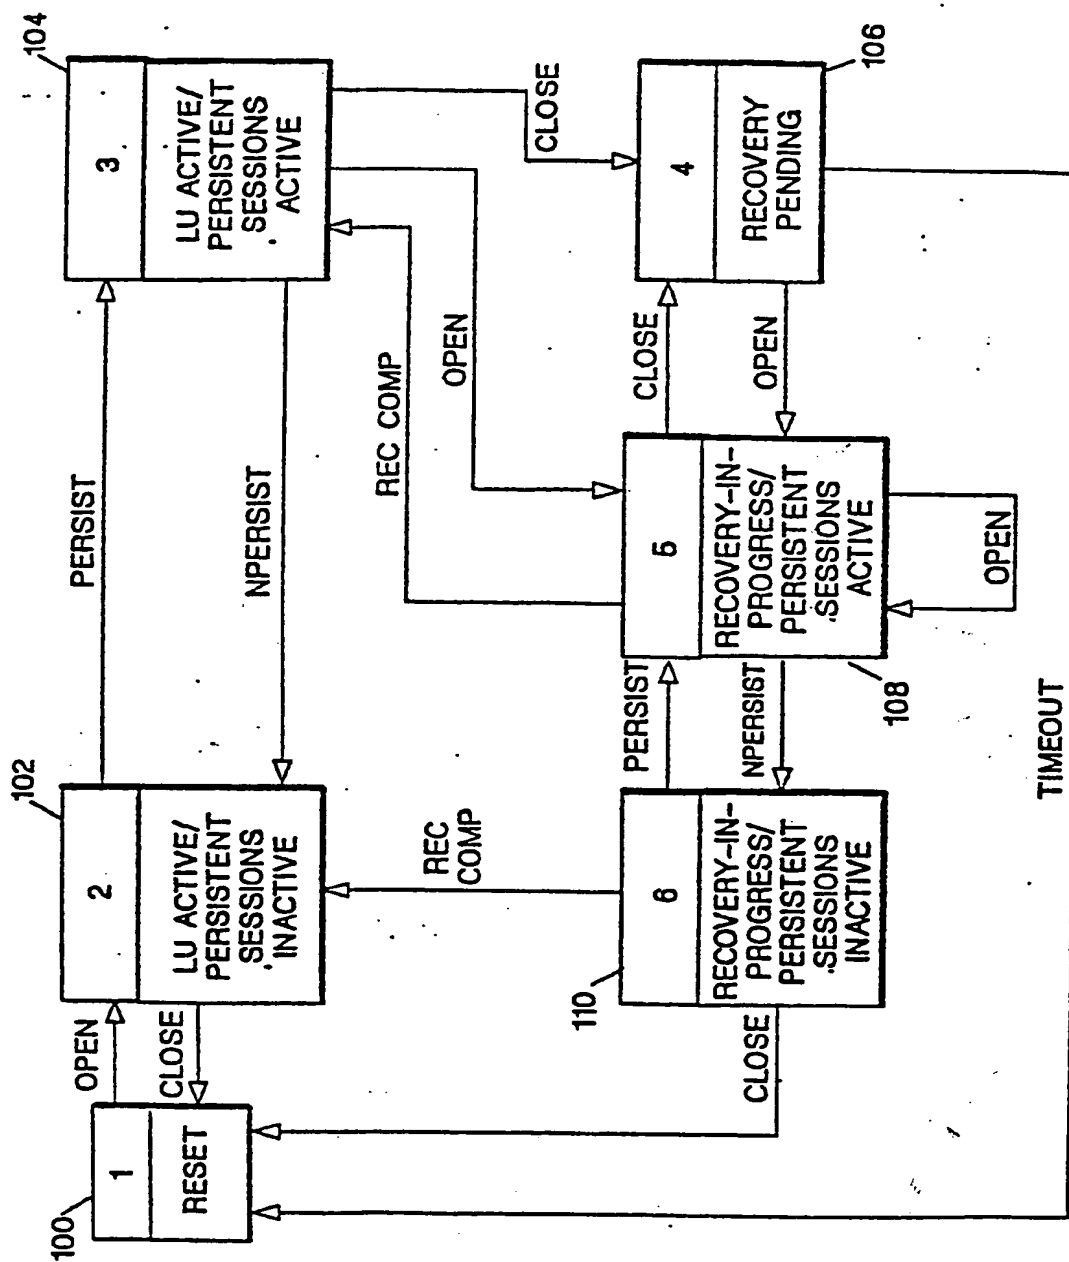 100
1
RESET
OPEN
CLOSE
102
2
LU ACTIVE/
PERSISTENT
SESSIONS
INACTIVE
PERSIST
NPERSIST
104
3
LU ACTIVE/
PERSISTENT
SESSIONS
ACTIVE
REC
COMP
REC COMP
OPEN
CLOSE
CLOSE
110
6
RECOVERY-IN-
PROGRESS/
PERSISTENT
SESSIONS
INACTIVE
PERSIST
NPERSIST
108
5
RECOVERY-IN-
PROGRESS/
PERSISTENT
SESSIONS
ACTIVE
CLOSE
OPEN
106
4
RECOVERY
PENDING
OPEN
TIMEOUT